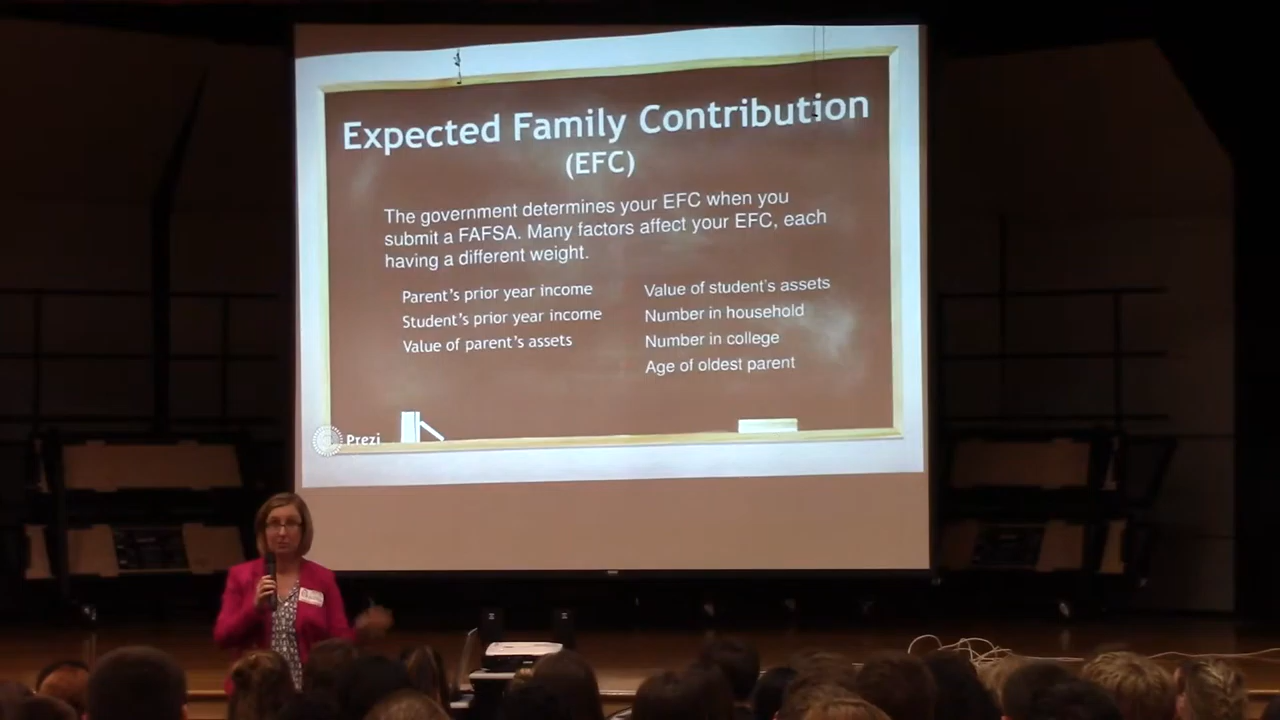 Expected Family Contribution
(EFC)
The government determines your EFC when you
submit a FAFSA. Many factors affect your EFC, each
having a different weight.
Parent's prior year income
Student's prior year income
Value of parent's assets
Value of student's assets
Number in household
Number in college
Age of oldest parent
Prezi